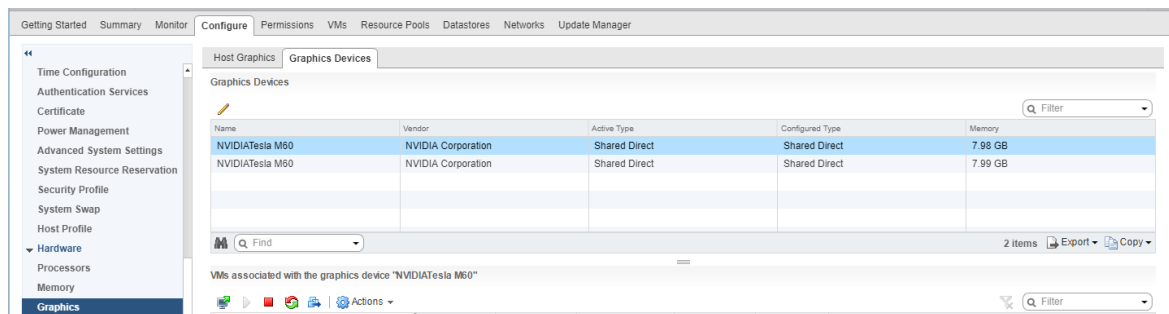 Getting Started Summary Monitor Configure Permissions VMs Resource Pools Datastores Networks Update Manager
Time Configuration
Authentication Services
Certificate
Power Management
Advanced System Settings
System Resource Reservation
Security Profile
System Swap
Host Profile
Hardware
Processors
Memory
Graphics
Host Graphics Graphics Devices
Graphics Devices
Filter
Name Vendor Active Type Configured Type Memory
NVIDIATesla M60 NVIDIA Corporation Shared Direct Shared Direct 7.98 GB
NVIDIATesla M60 NVIDIA Corporation Shared Direct Shared Direct 7.99 GB
Find 2 items Export Copy
VMs associated with the graphics device "NVIDIATesla M60"
Actions Filter